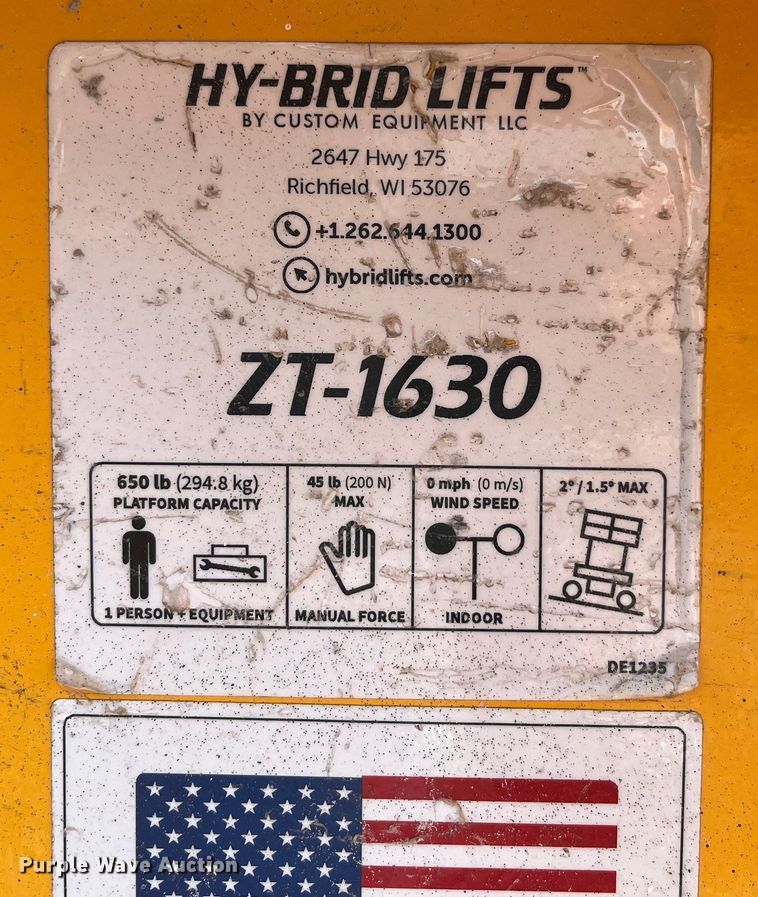 HY-BRID LIFTS™
BY CUSTOM EQUIPMENT LLC
2647 Hwy 175
Richfield, WI 53076
+1.262.644.1300
hybridlifts.com
ZT-1630
650 lb (294.8 kg)
PLATFORM CAPACITY
1 PERSON + EQUIPMENT
45 lb (200 N)
MAX
MANUAL FORCE
0 mph (0 m/s)
WIND SPEED
INDOOR
2° / 1.5° MAX
DE1235
Purple Wave Auction